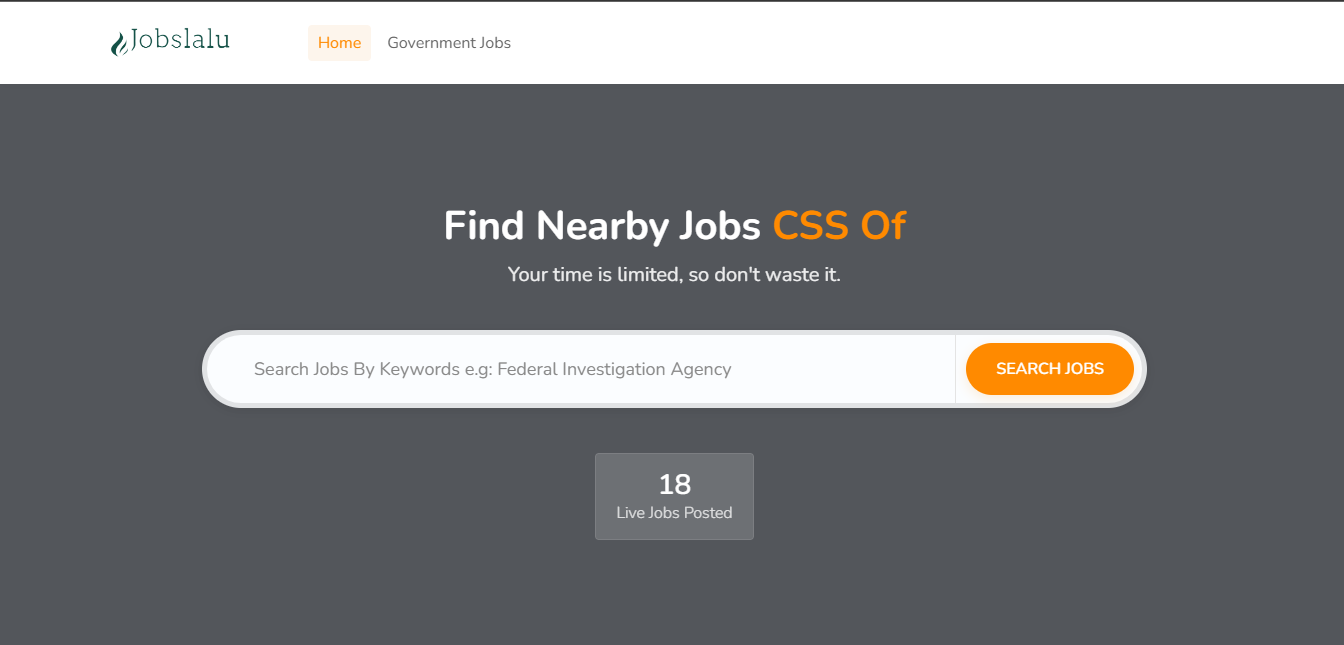 Jobslalu
Home
Government Jobs
Find Nearby Jobs CSS Of
Your time is limited, so don't waste it.
Search Jobs By Keywords e.g: Federal Investigation Agency
SEARCH JOBS
18
Live Jobs Posted